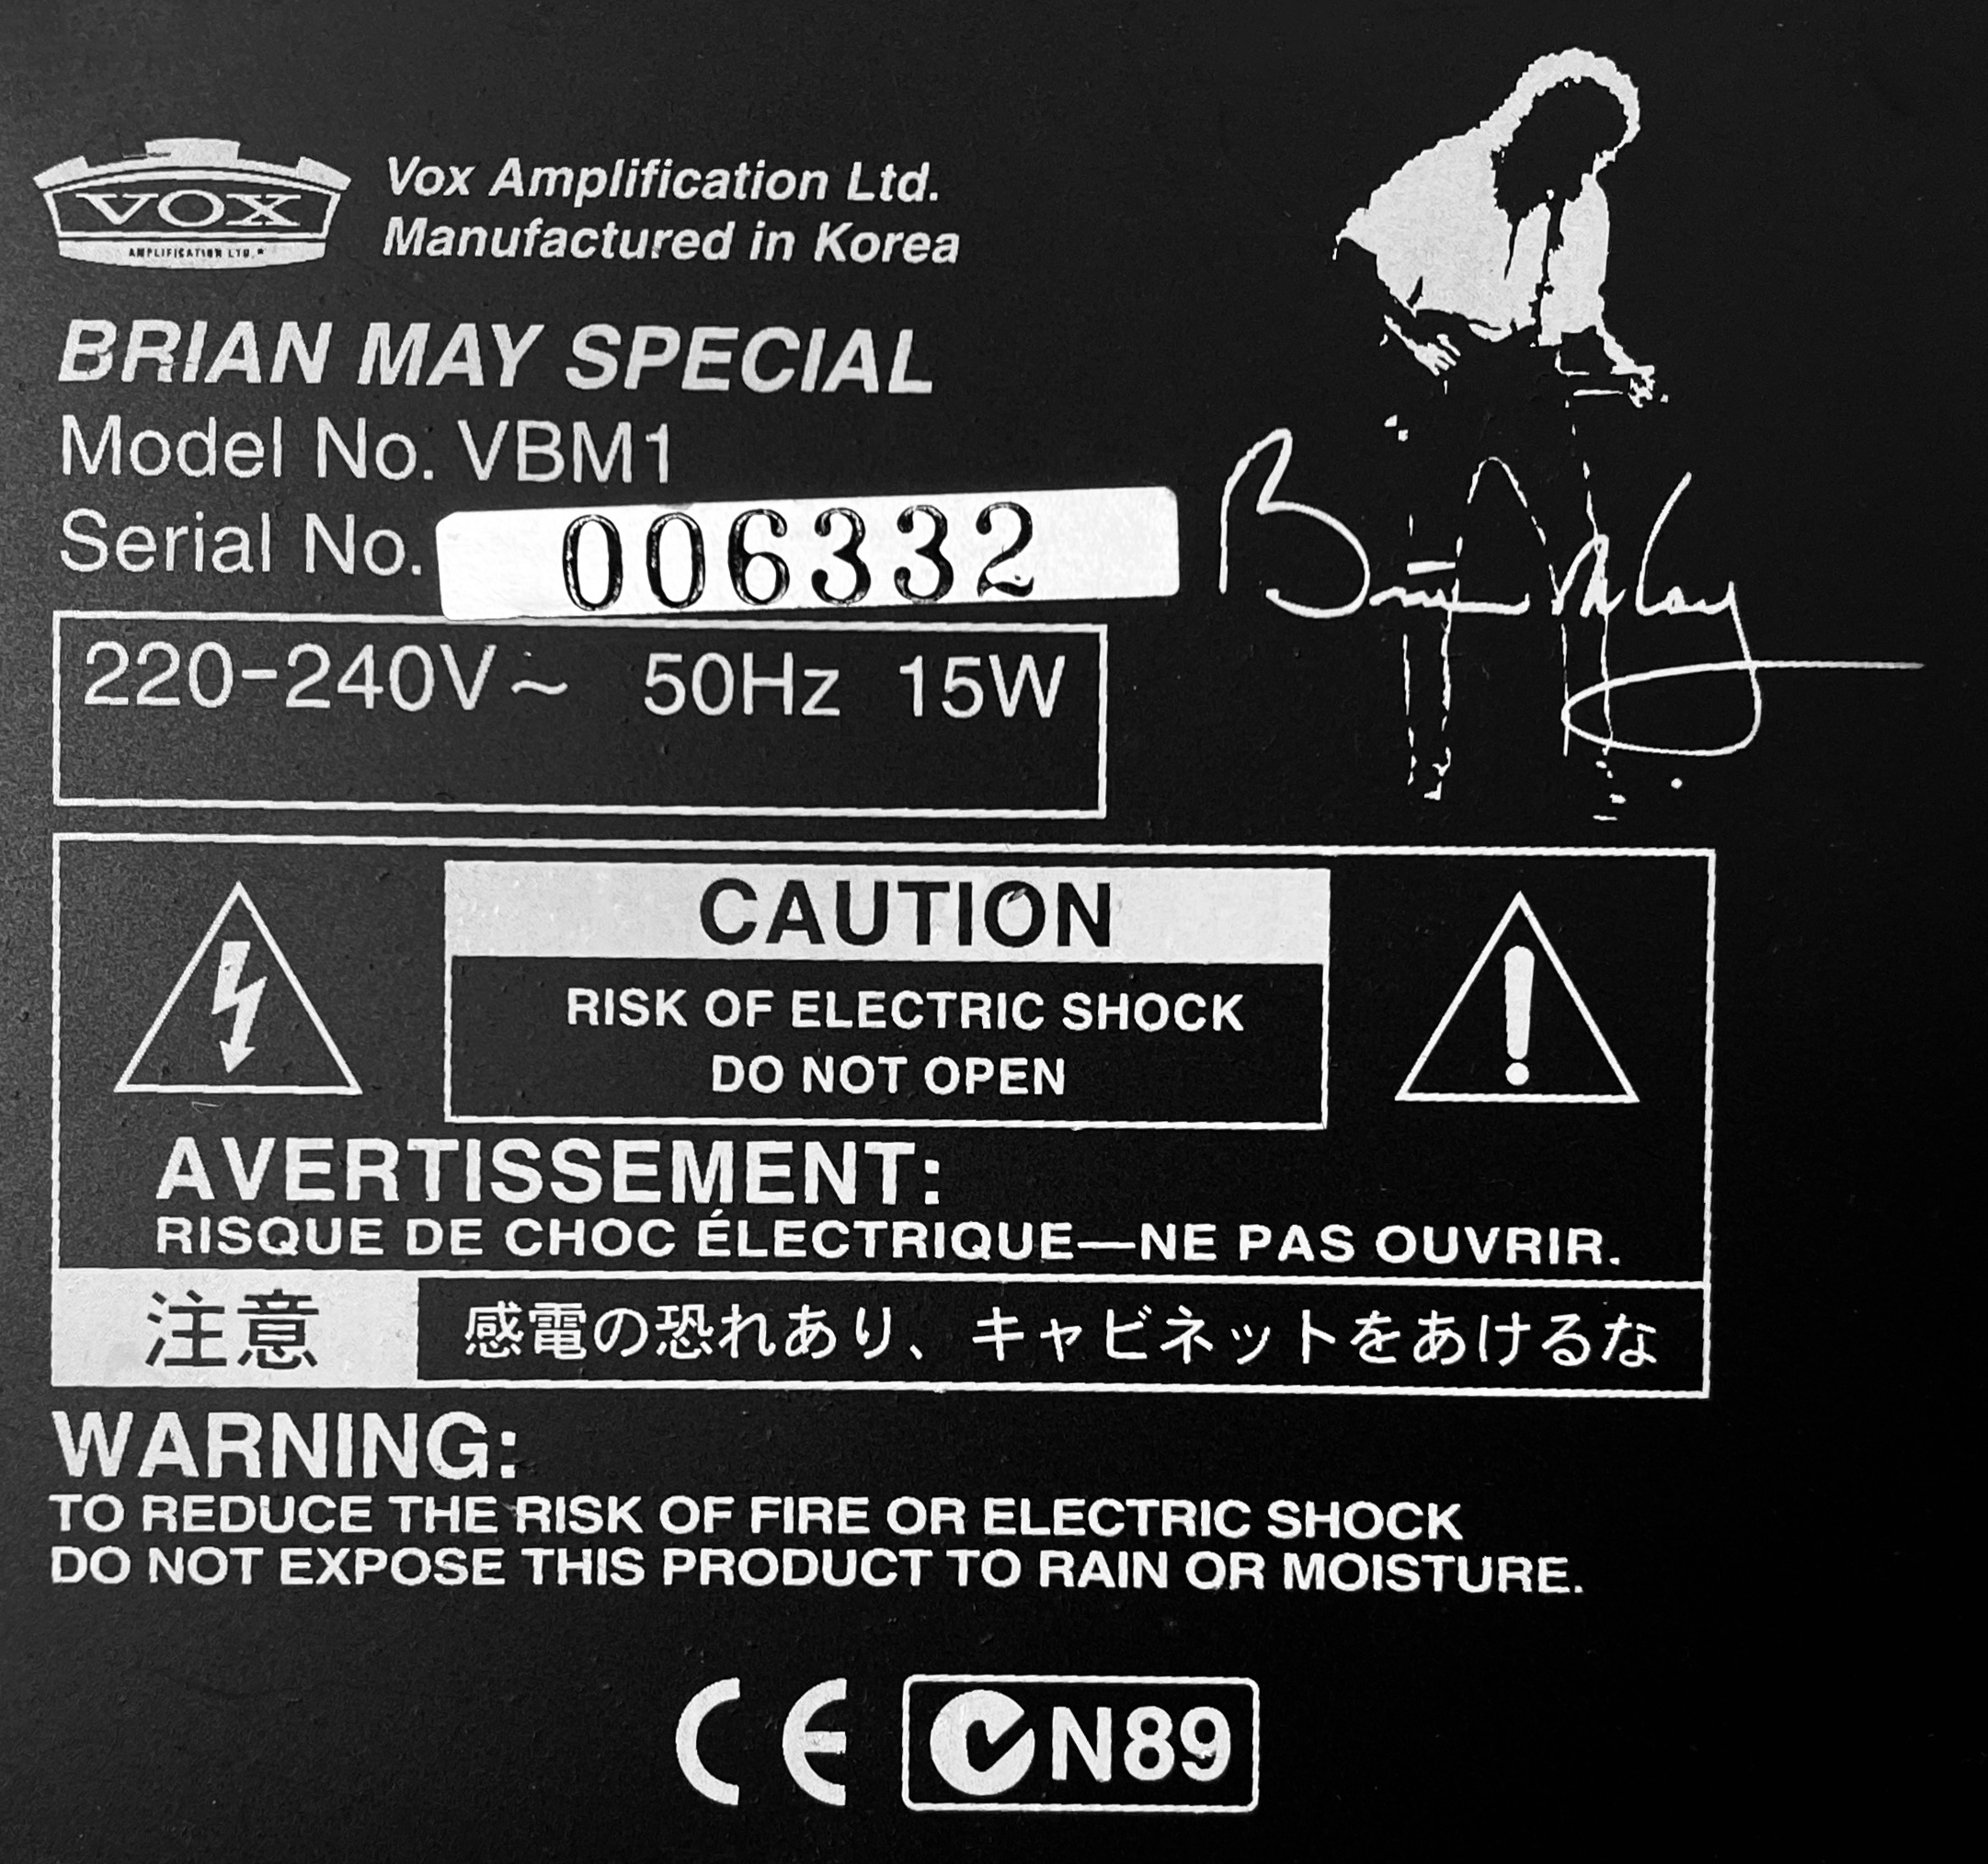 VOX
AMPLIFICATION LTD.
Vox Amplification Ltd.
Manufactured in Korea
BRIAN MAY SPECIAL
Model No. VBM1
Serial No. 006332
Brian May
220-240V~ 50Hz 15W
CAUTION
RISK OF ELECTRIC SHOCK
DO NOT OPEN
AVERTISSEMENT:
RISQUE DE CHOC ÉLECTRIQUE—NE PAS OUVRIR.
注意 感電の恐れあり、キャビネットをあけるな
WARNING:
TO REDUCE THE RISK OF FIRE OR ELECTRIC SHOCK
DO NOT EXPOSE THIS PRODUCT TO RAIN OR MOISTURE.
CE N89